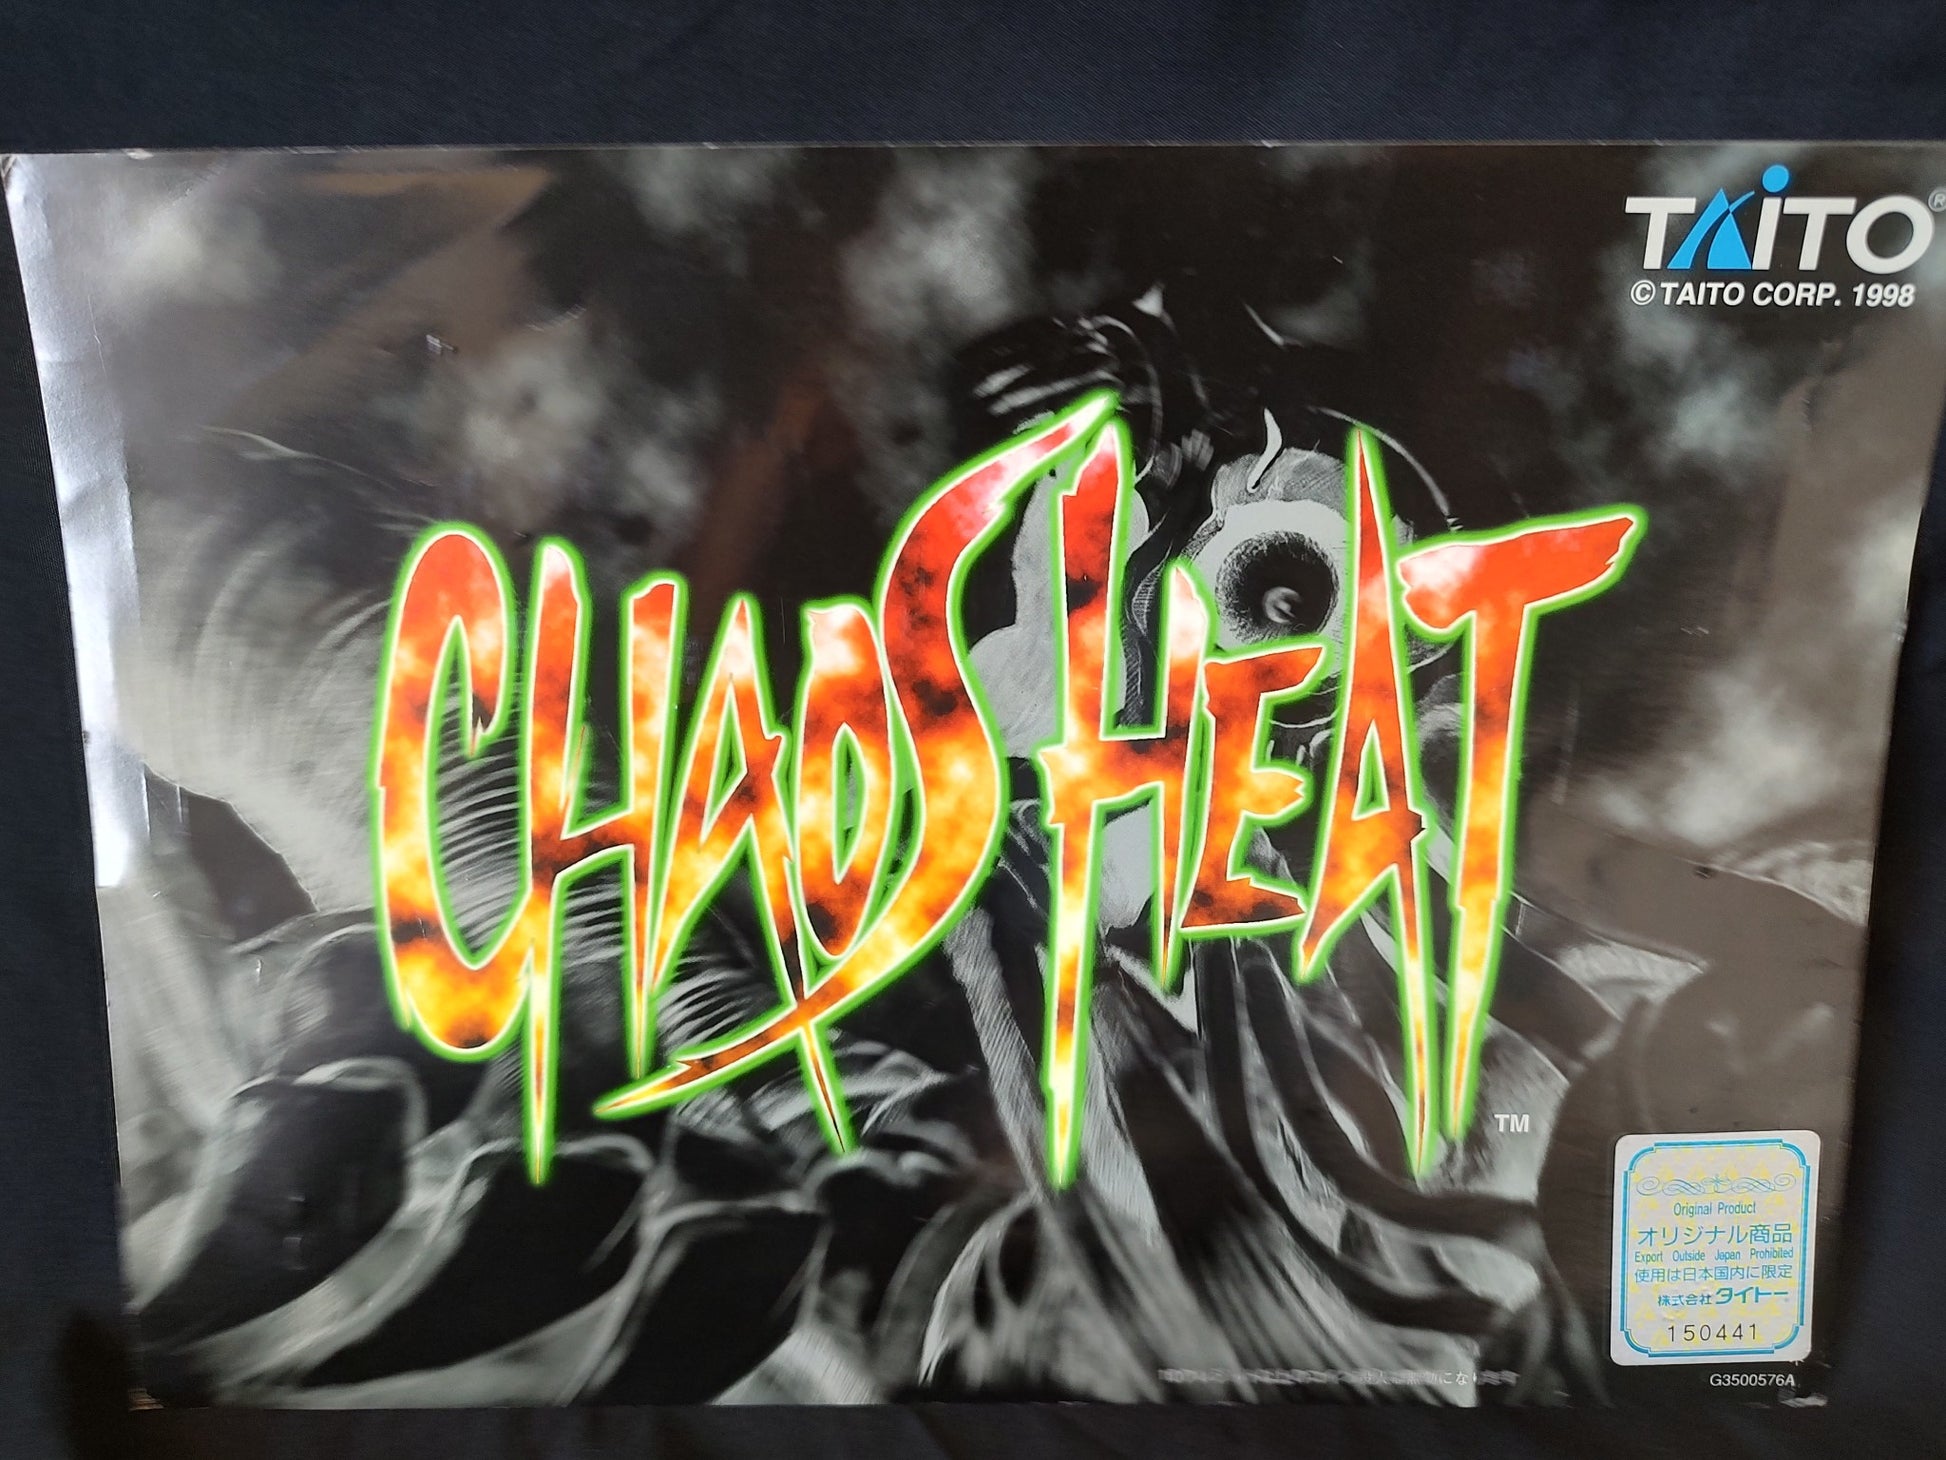 TAITO®
© TAITO CORP. 1998
CHAOS HEAT
TM
Original Product
オリジナル商品
Export Outside Japan Prohibited
使用は日本国内に限定
株式会社タイトー
150441
G3500576A